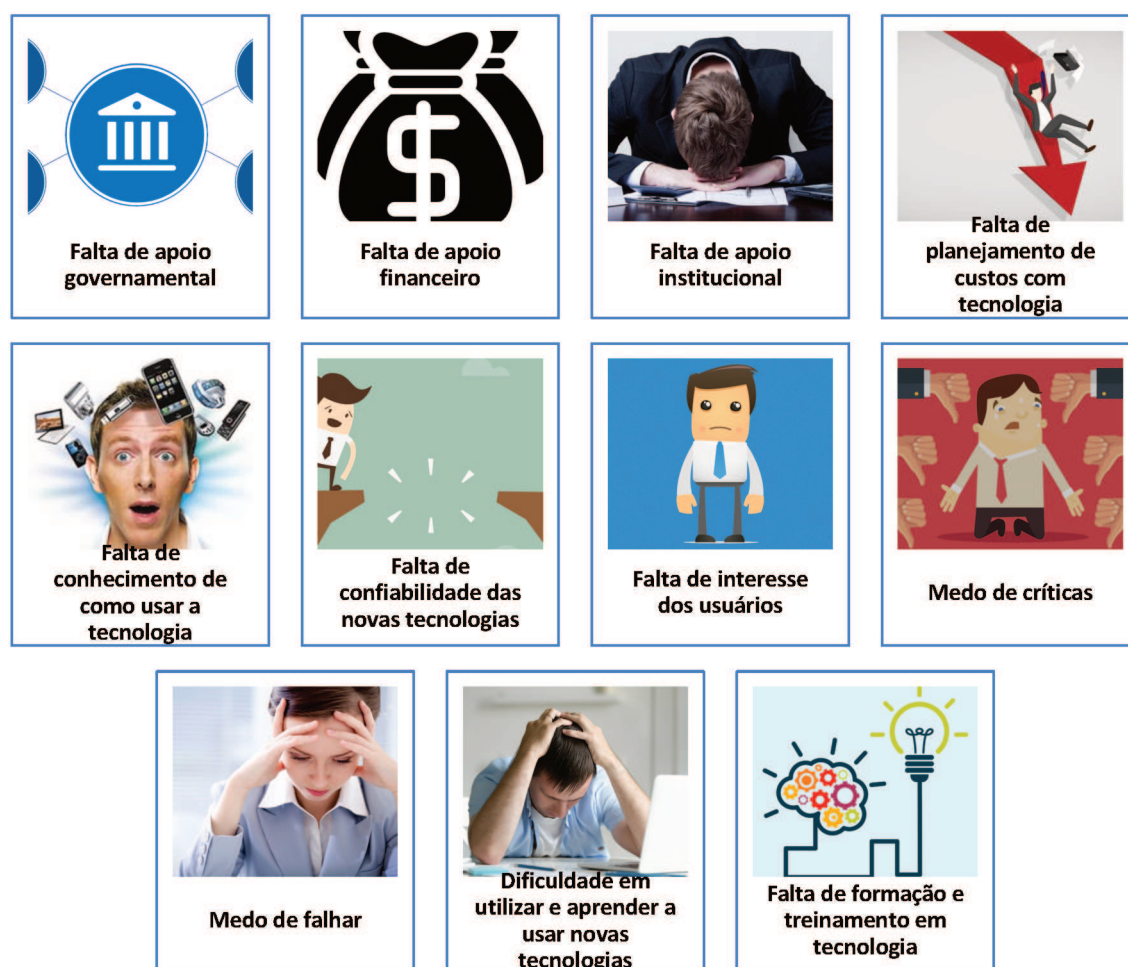 Falta de apoio
governamental
Falta de apoio
financeiro
Falta de apoio
institucional
Falta de
planejamento de
custos com
tecnologia
Falta de
conhecimento de
como usar a
tecnologia
Falta de
confiabilidade das
novas tecnologias
Falta de interesse
dos usuários
Medo de críticas
Medo de falhar
Dificuldade em
utilizar e aprender a
usar novas
tecnologias
Falta de formação e
treinamento em
tecnologia